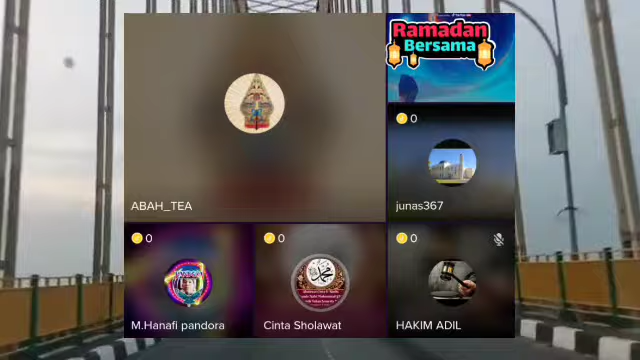 Ramadan
Bersama
ABAH_TEA
0
junas367
0
M.Hanafi pandora
0
Cinta Sholawat
0
HAKIM ADIL